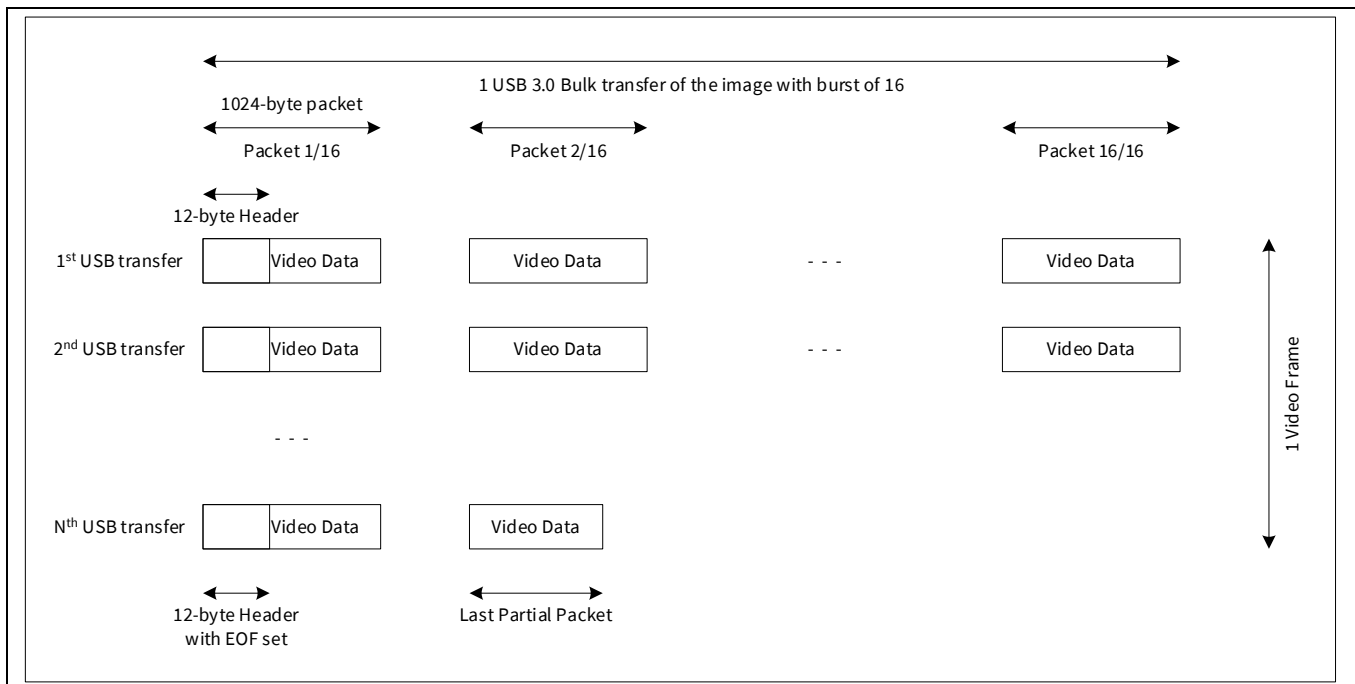 1 USB 3.0 Bulk transfer of the image with burst of 16
1024-byte packet
Packet 1/16 Packet 2/16 Packet 16/16
12-byte Header
1st USB transfer Video Data Video Data - - - Video Data
2nd USB transfer Video Data Video Data - - - Video Data
- - -
Nth USB transfer Video Data Video Data
12-byte Header
with EOF set
Last Partial Packet
1 Video Frame